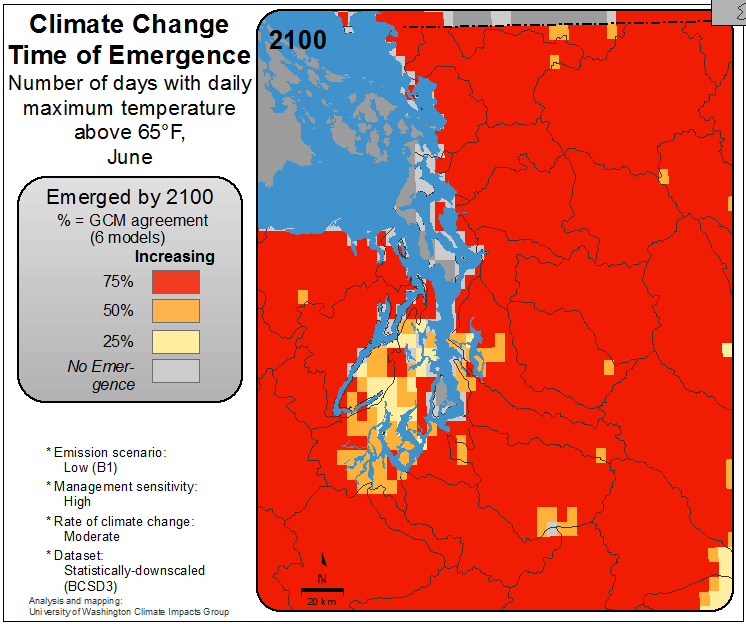 Climate Change
Time of Emergence
Number of days with daily
maximum temperature
above 65°F,
June
Emerged by 2100
% = GCM agreement
(6 models)
Increasing
75%
50%
25%
No Emer-
gence
* Emission scenario:
Low (B1)
* Management sensitivity:
High
* Rate of climate change:
Moderate
* Dataset:
Statistically-downscaled
(BCSD3)
Analysis and mapping:
University of Washington Climate Impacts Group
2100
N
20 km